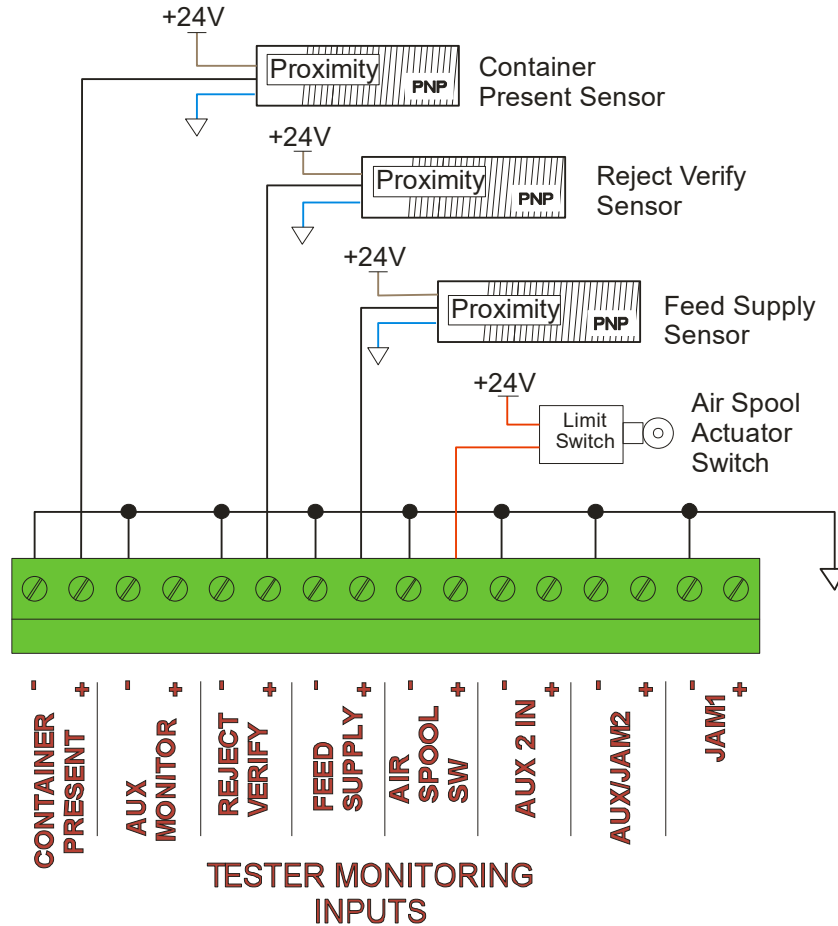 +24V
Proximity
PNP
Container
Present Sensor
+24V
Proximity
PNP
Reject Verify
Sensor
+24V
Proximity
PNP
Feed Supply
Sensor
+24V
Limit
Switch
Air Spool
Actuator
Switch
- + - + - + - + - + - + - + - +
CONTAINER
PRESENT
AUX
MONITOR
REJECT
VERIFY
FEED
SUPPLY
AIR
SPOOL
SW
AUX 2 IN
AUX/JAM2
JAM1
TESTER MONITORING
INPUTS